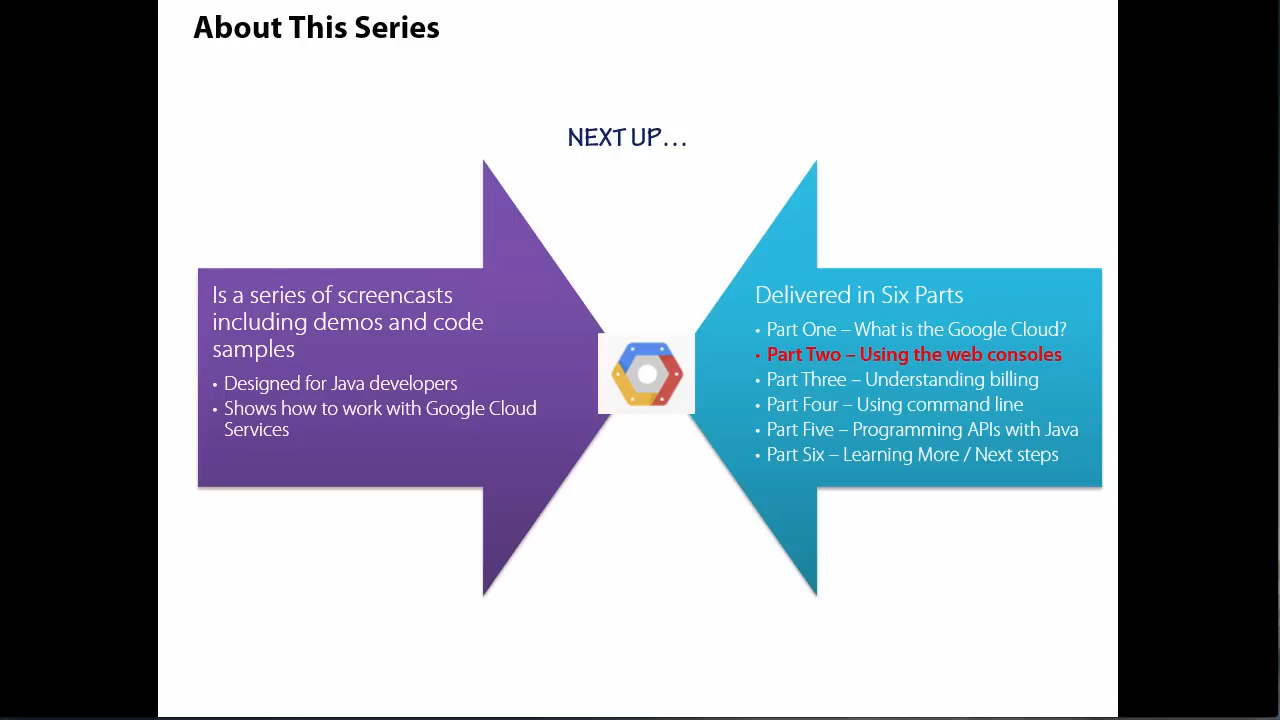 About This Series
NEXT UP...
Is a series of screencasts
including demos and code
samples
• Designed for Java developers
• Shows how to work with Google Cloud
Services
Delivered in Six Parts
• Part One – What is the Google Cloud?
• Part Two – Using the web consoles
• Part Three – Understanding billing
• Part Four – Using command line
• Part Five – Programming APIs with Java
• Part Six – Learning More / Next steps